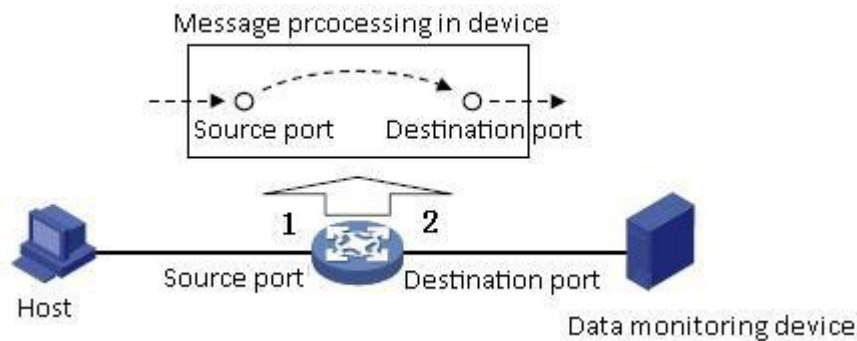 Message prcocessing in device
Source port
Destination port
1
2
Source port
Destination port
Host
Data monitoring device